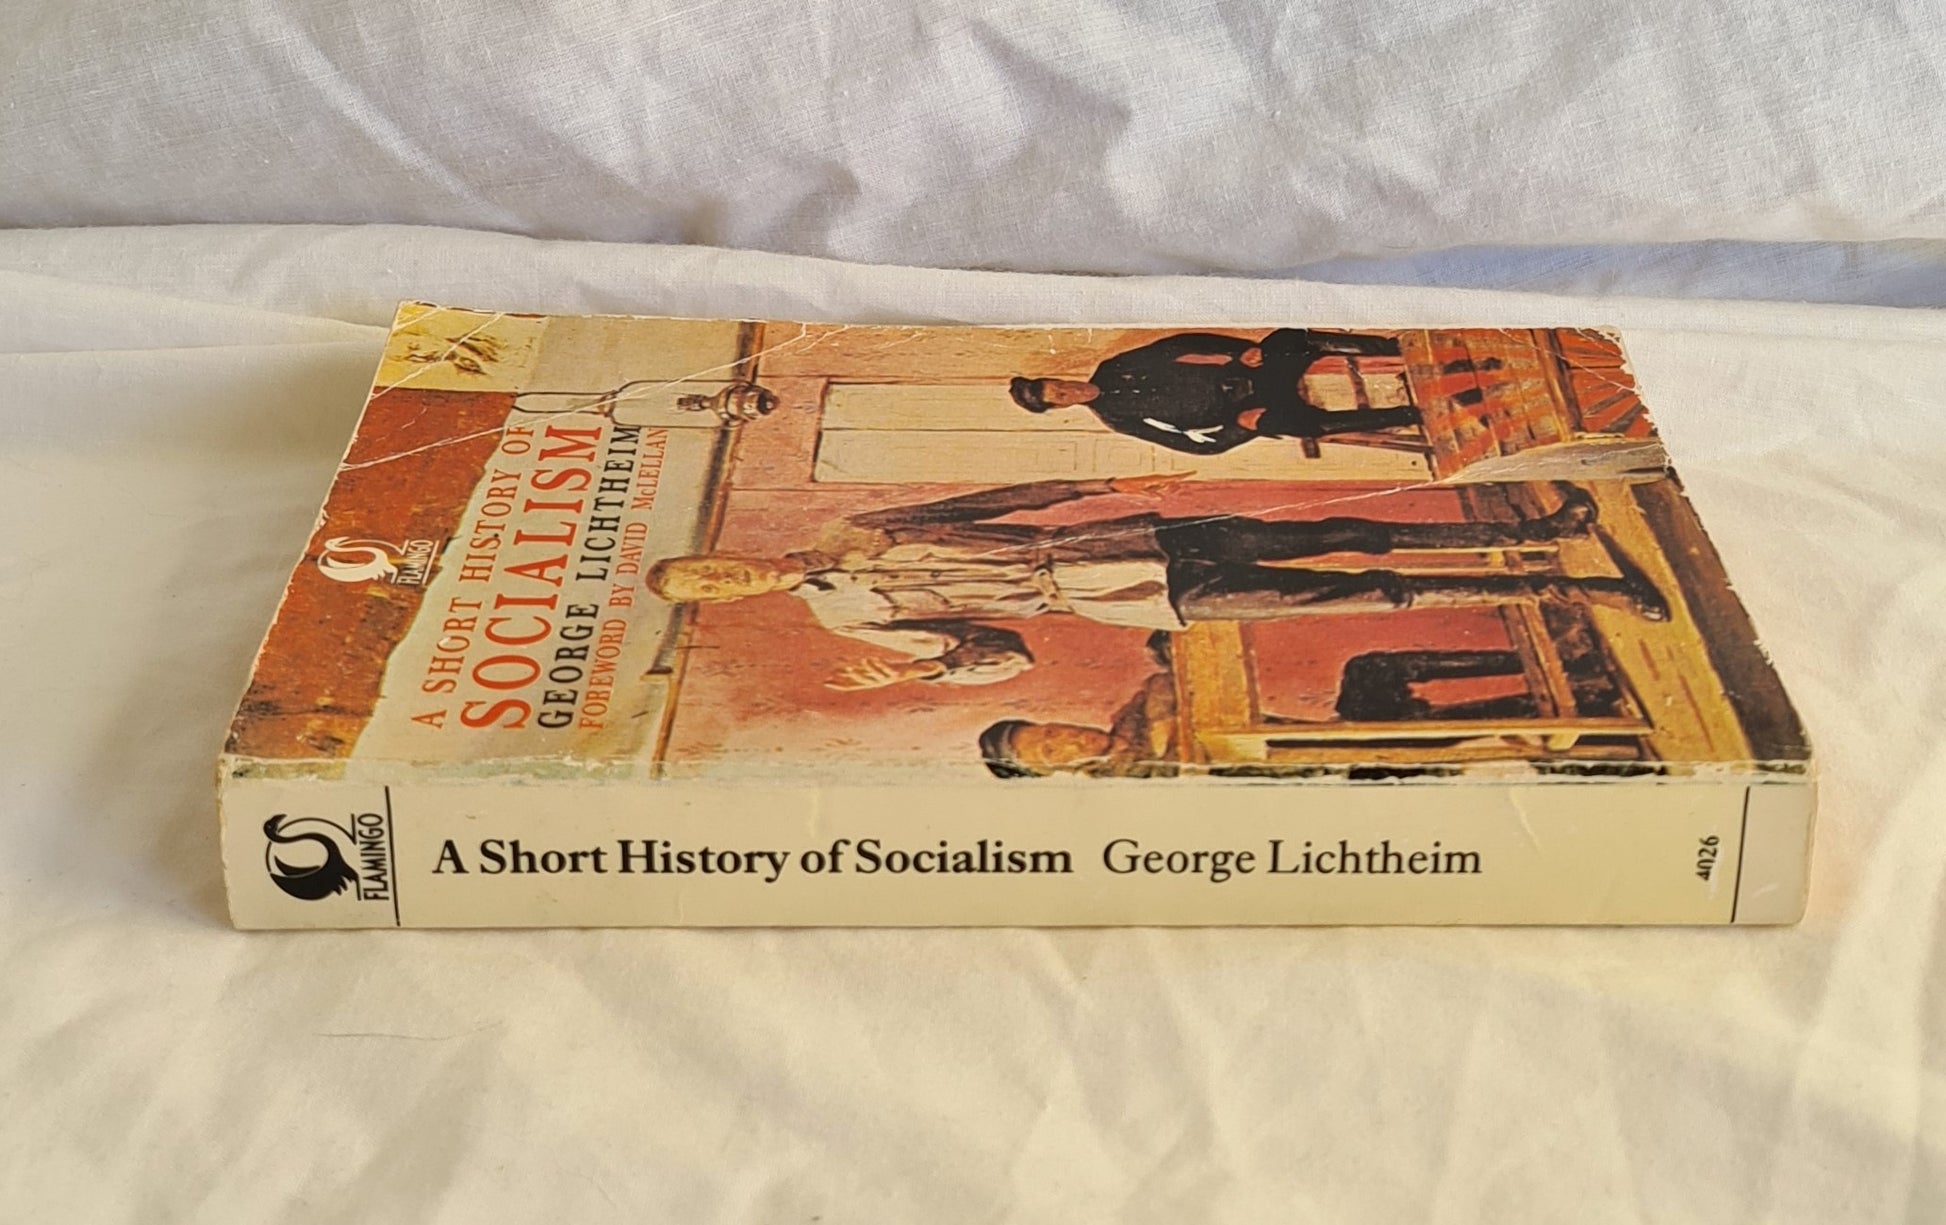 FLAMINGO
A SHORT HISTORY OF
SOCIALISM
GEORGE LICHTHEIM
FOREWORD BY DAVID McLELLAN
FLAMINGO
A Short History of Socialism George Lichtheim
4026